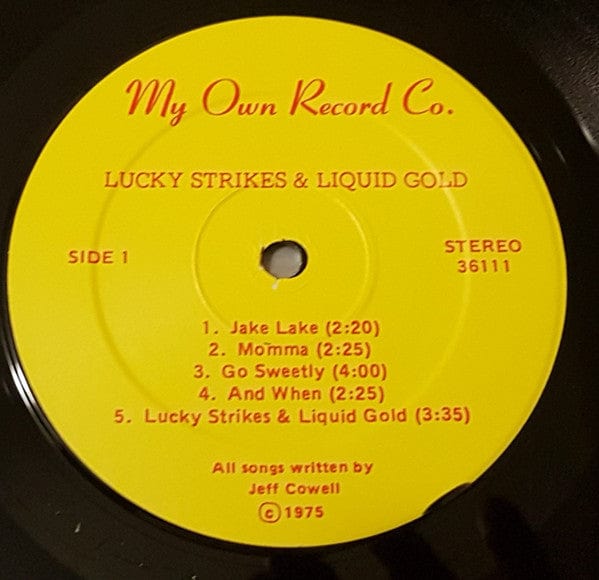 My Own Record Co.
LUCKY STRIKES & LIQUID GOLD
SIDE 1
STEREO
36111
1. Jake Lake (2:20)
2. Momma (2:25)
3. Go Sweetly (4:00)
4. And When (2:25)
5. Lucky Strikes & Liquid Gold (3:35)
All songs written by
Jeff Cowell
©1975